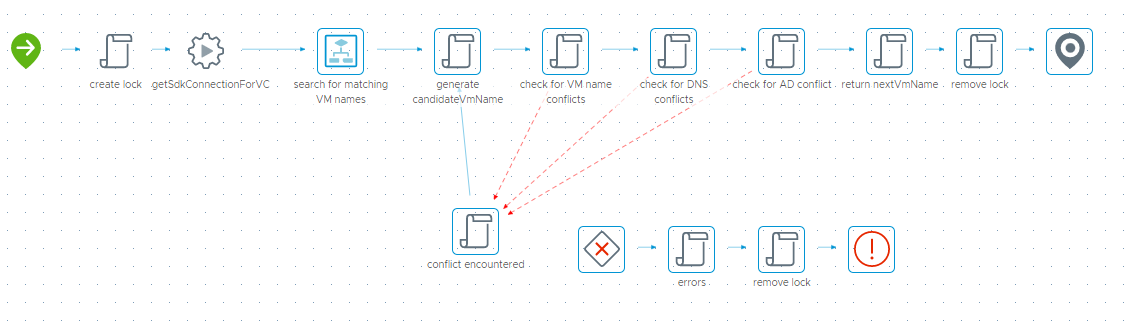 create lock
getSdkConnectionForVC
search for matching
VM names
generate
candidateVmName
check for VM name
conflicts
check for DNS
conflicts
check for AD conflict
return nextVmName
remove lock
conflict encountered
errors
remove lock